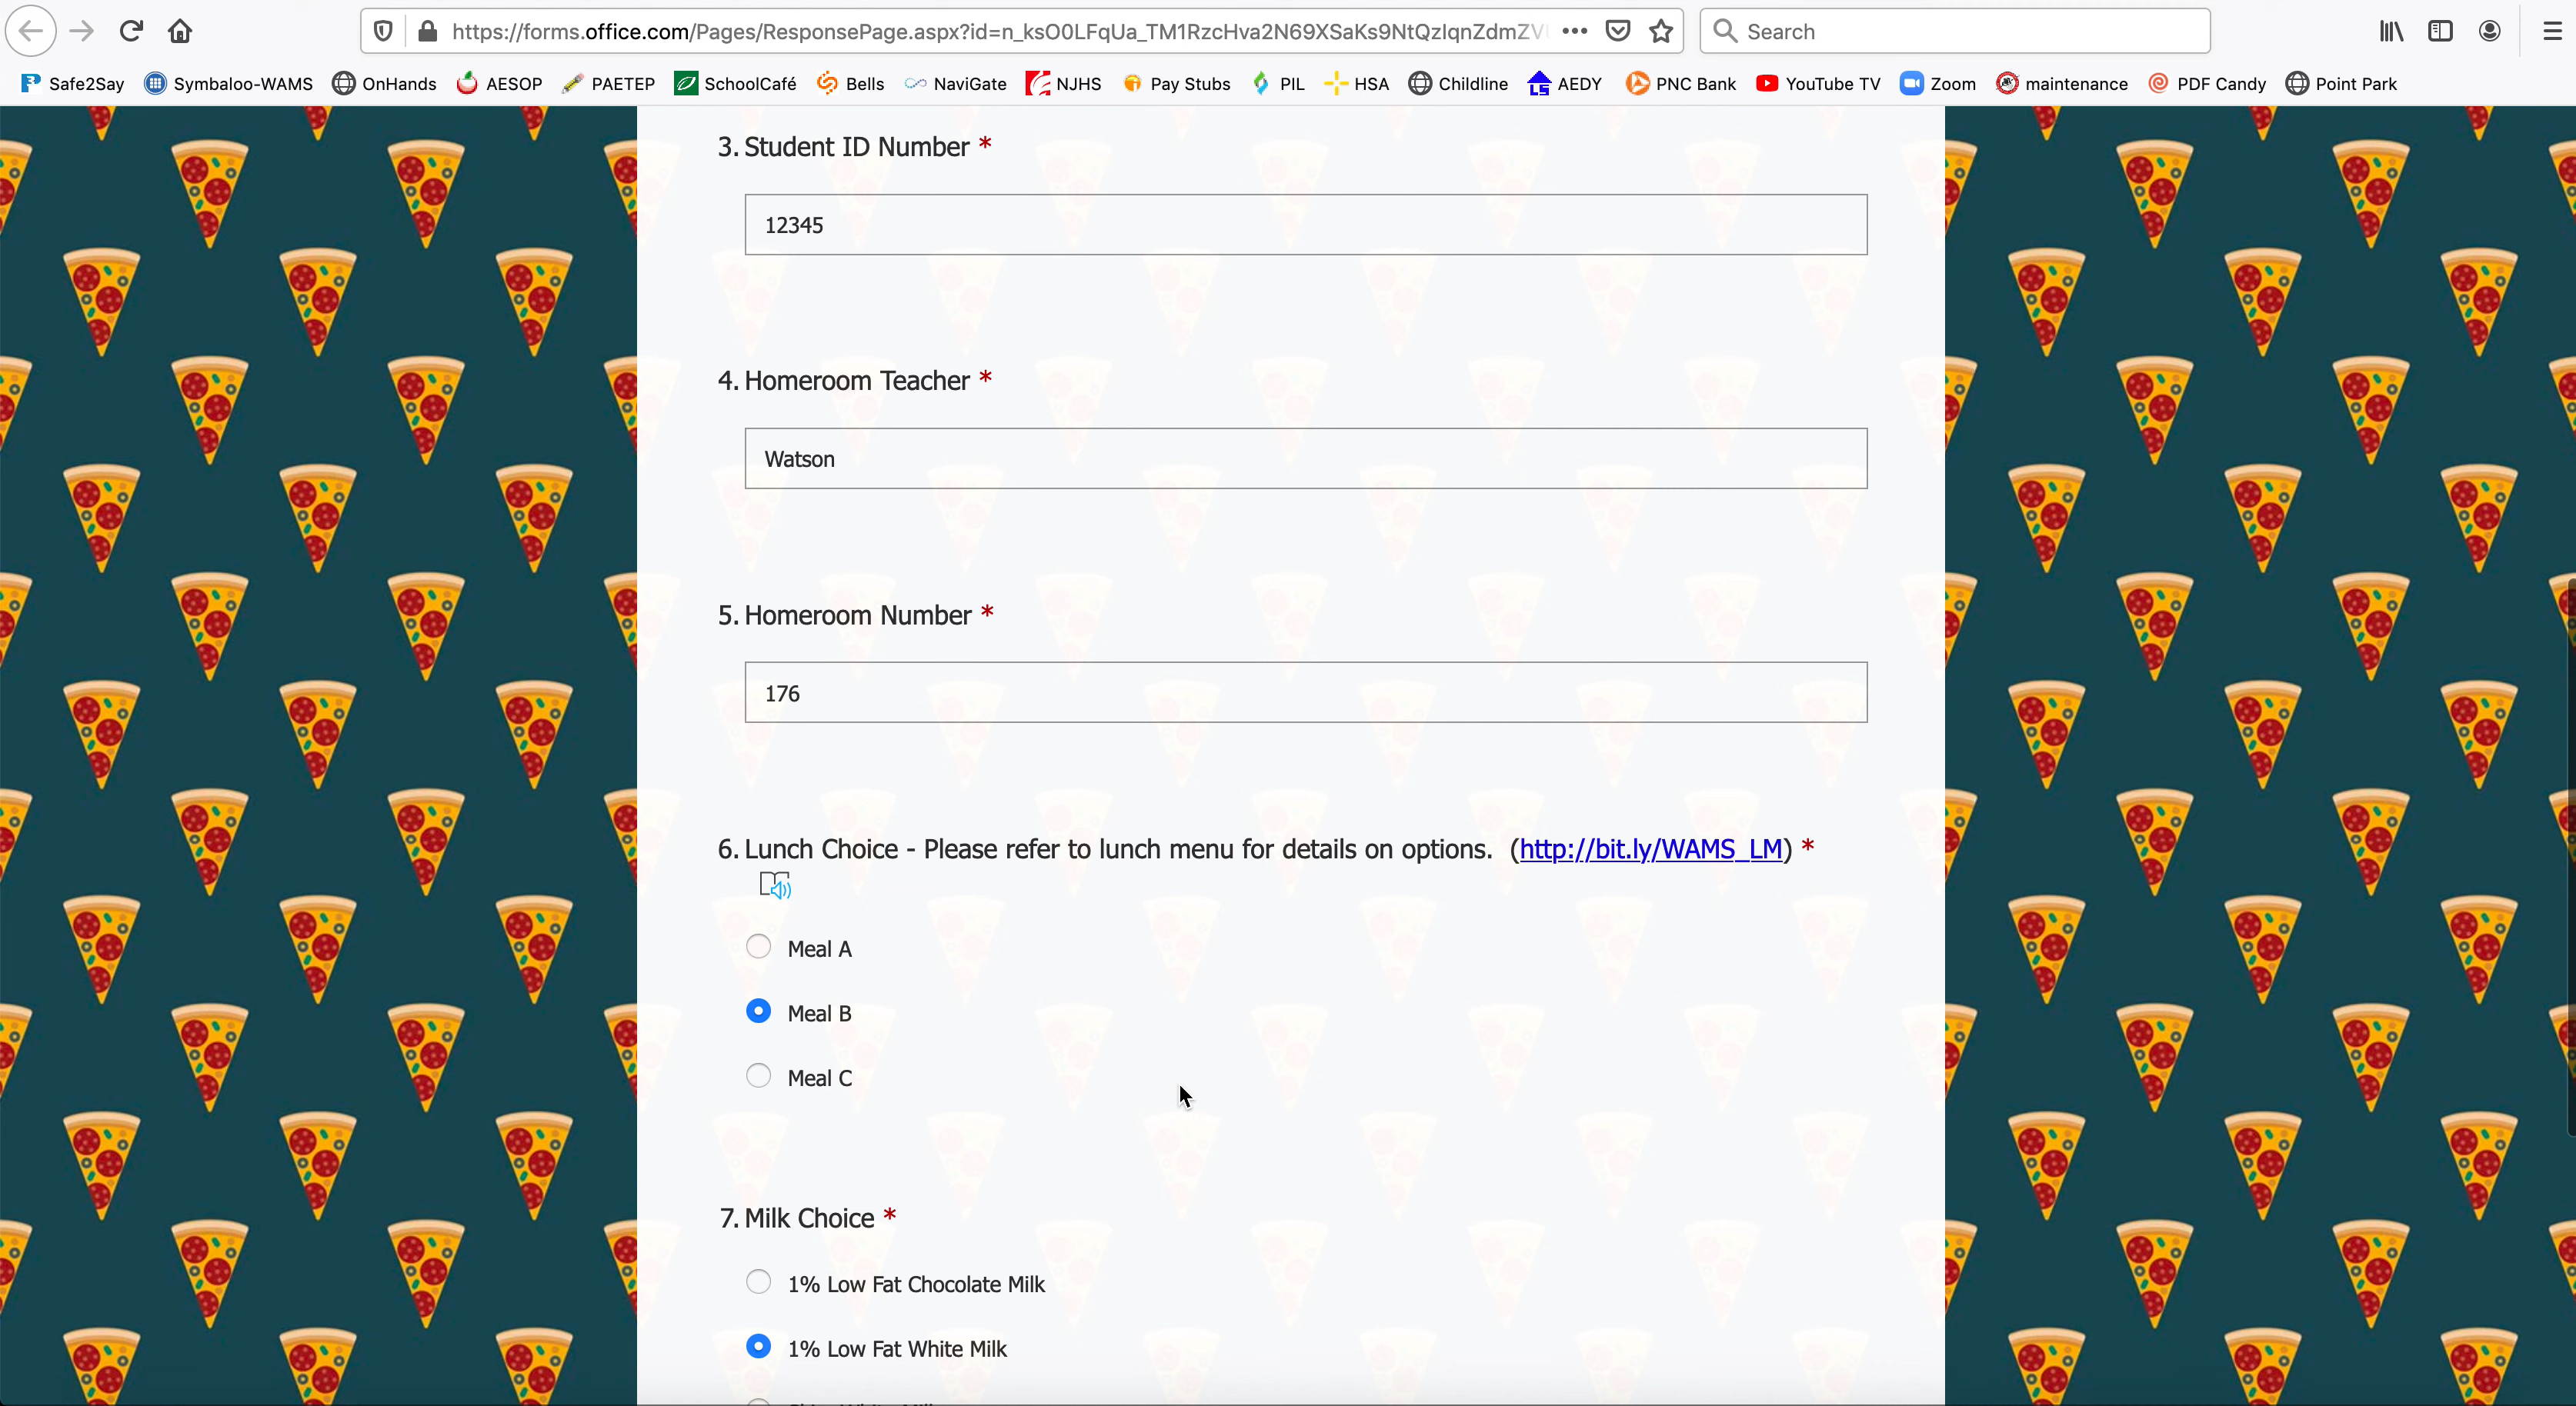 https://forms.office.com/Pages/ResponsePage.aspx?id=n_ksO0LFqUa_TM1RzcHva2N69XSaKs9NtQzIqnZdmZV
Search
Safe2Say Symbaloo-WAMS OnHands AESOP PAETEP SchoolCafé Bells NaviGate NJHS Pay Stubs PIL HSA Childline AEDY PNC Bank YouTube TV Zoom maintenance PDF Candy Point Park
3. Student ID Number *
12345
4. Homeroom Teacher *
Watson
5. Homeroom Number *
176
6. Lunch Choice - Please refer to lunch menu for details on options. (http://bit.ly/WAMS_LM) *
Meal A
Meal B
Meal C
7. Milk Choice *
1% Low Fat Chocolate Milk
1% Low Fat White Milk